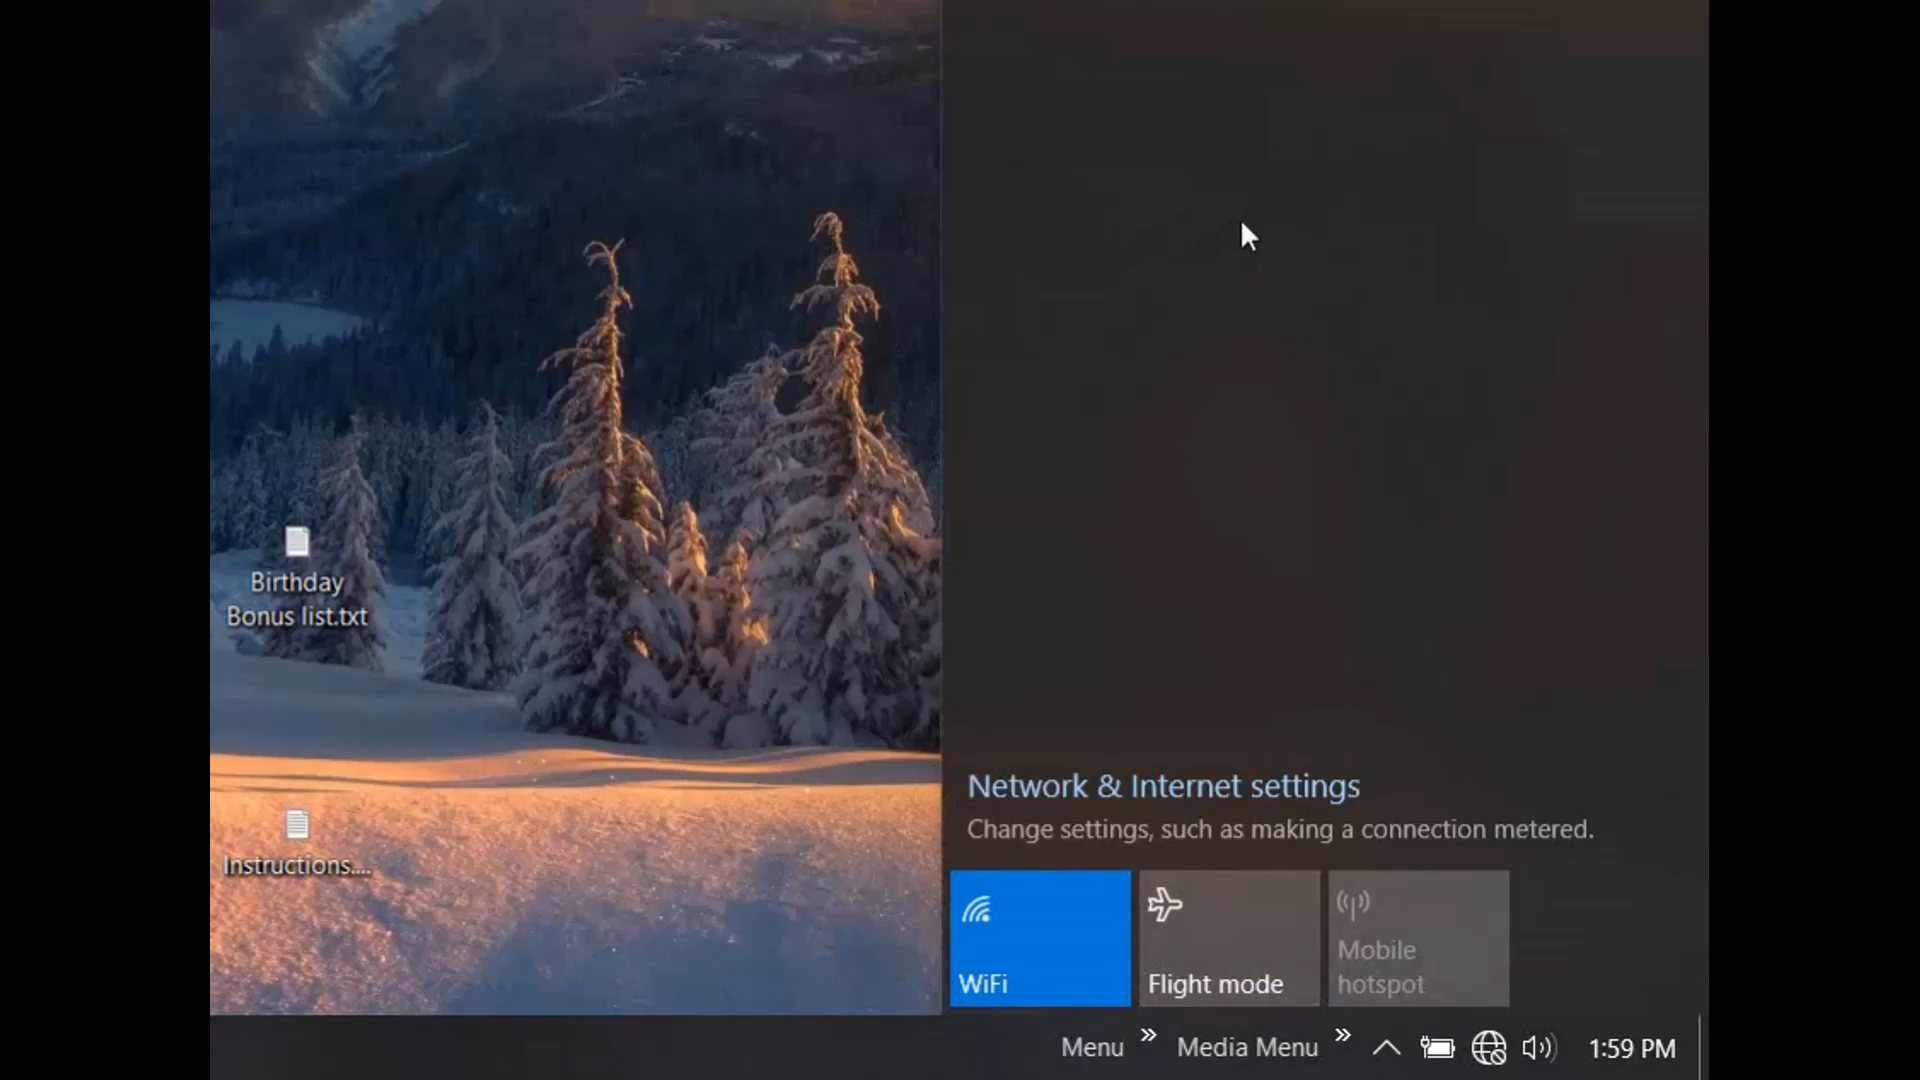 Birthday
Bonus list.txt
Instructions....
Network & Internet settings
Change settings, such as making a connection metered.
WiFi
Flight mode
Mobile
hotspot
Menu » Media Menu » 1:59 PM